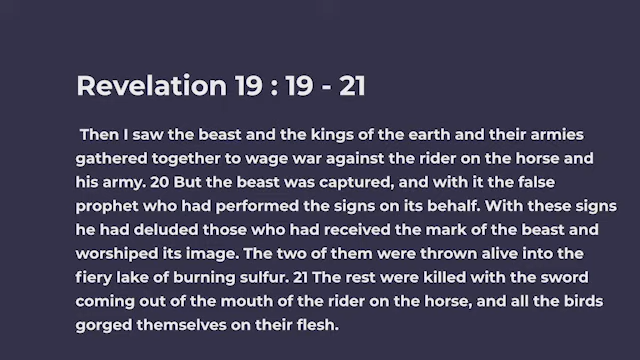 Revelation 19 : 19 - 21
Then I saw the beast and the kings of the earth and their armies
gathered together to wage war against the rider on the horse and
his army. 20 But the beast was captured, and with it the false
prophet who had performed the signs on its behalf. With these signs
he had deluded those who had received the mark of the beast and
worshiped its image. The two of them were thrown alive into the
fiery lake of burning sulfur. 21 The rest were killed with the sword
coming out of the mouth of the rider on the horse, and all the birds
gorged themselves on their flesh.